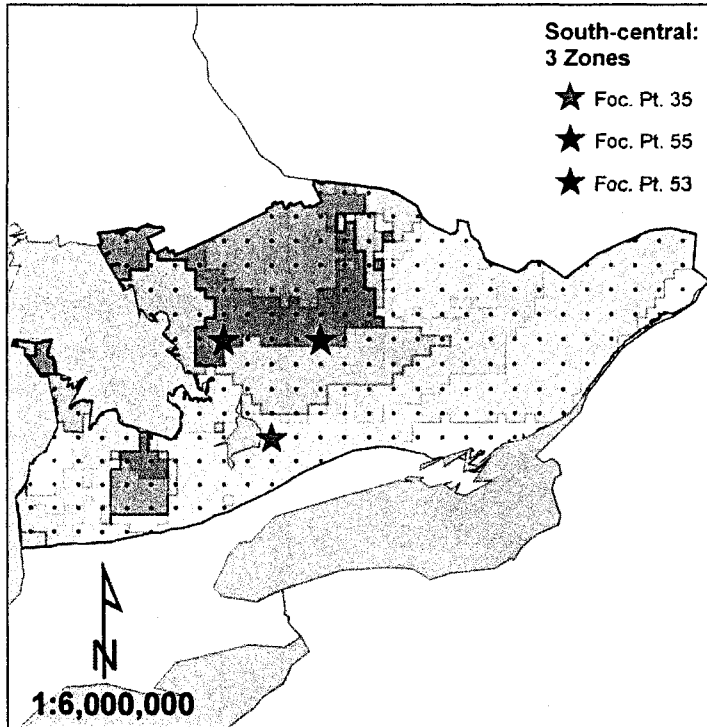 South-central:
3 Zones
Foc. Pt. 35
Foc. Pt. 55
Foc. Pt. 53
N
1:6,000,000